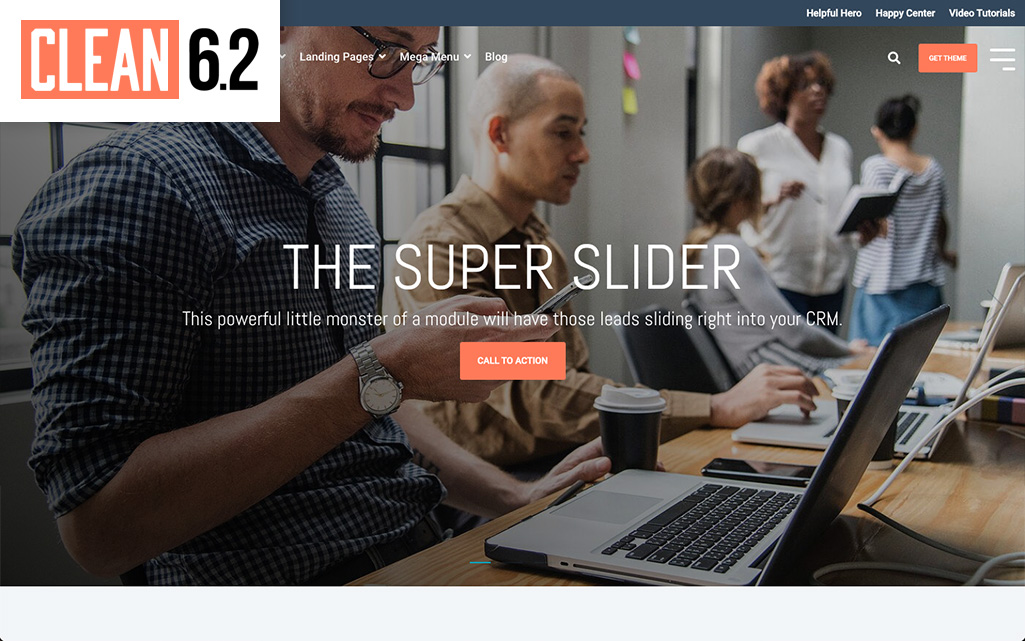 Helpful Hero Happy Center Video Tutorials
CLEAN 6.2
Landing Pages Mega Menu Blog
GET THEME
THE SUPER SLIDER
This powerful little monster of a module will have those leads sliding right into your CRM.
CALL TO ACTION